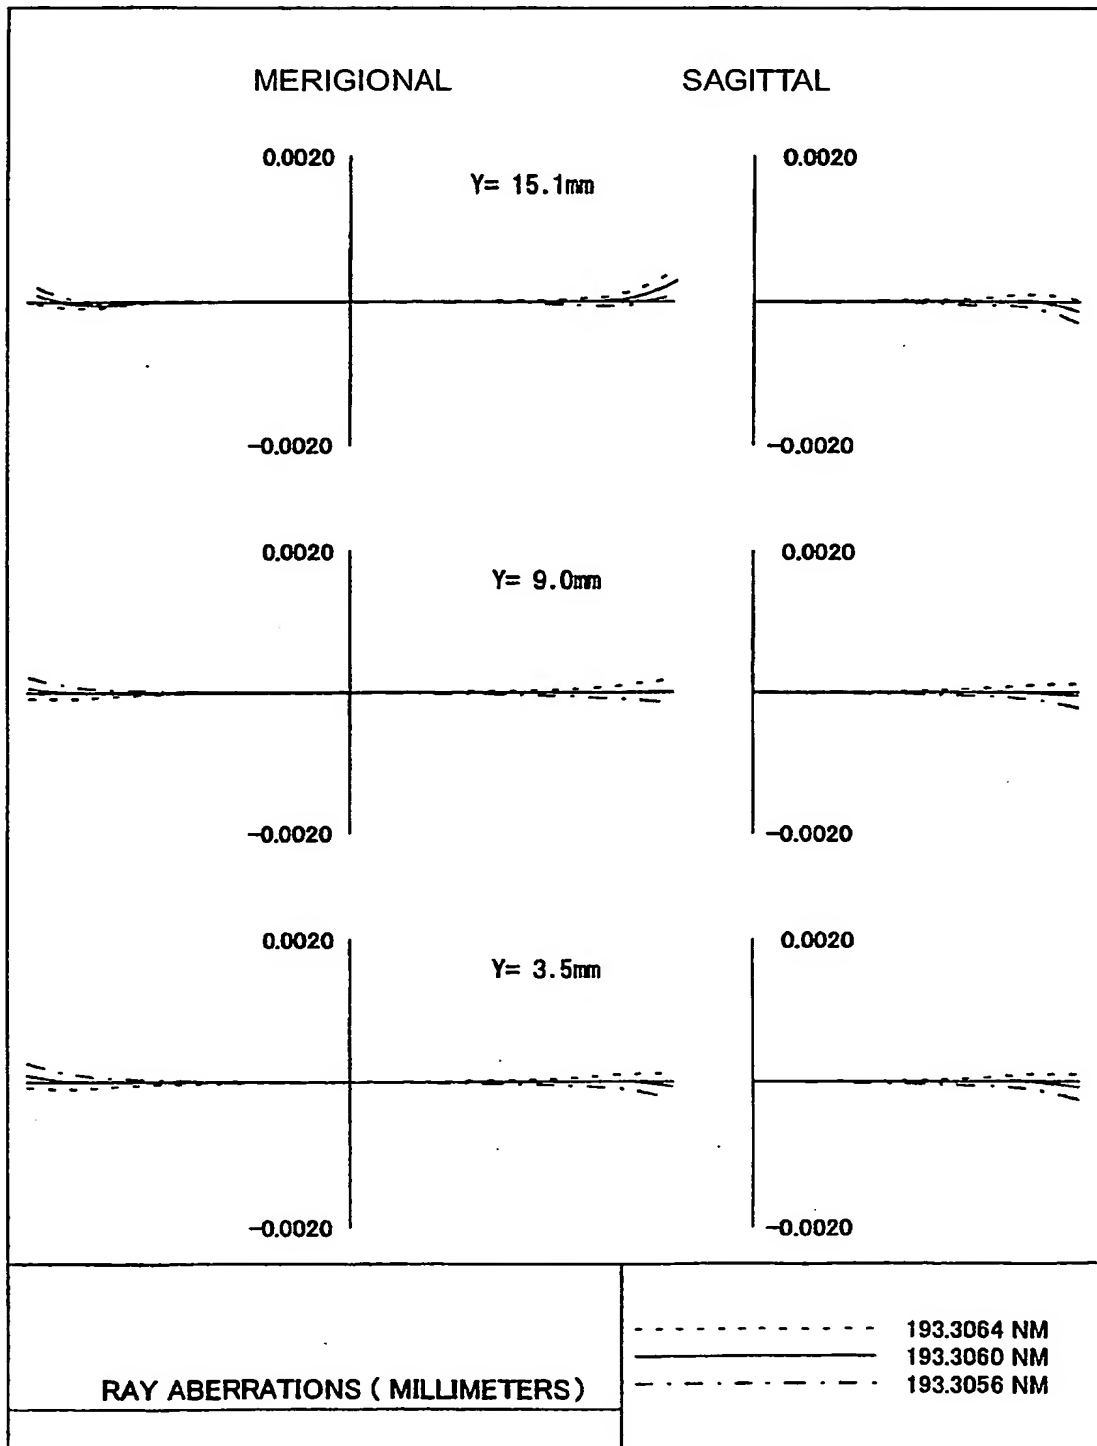 MERIGIONAL SAGITTAL
0.0020 0.0020
Y= 15.1mm
−0.0020 −0.0020
0.0020 0.0020
Y= 9.0mm
−0.0020 −0.0020
0.0020 0.0020
Y= 3.5mm
−0.0020 −0.0020
193.3064 NM
193.3060 NM
RAY ABERRATIONS ( MILLIMETERS) 193.3056 NM